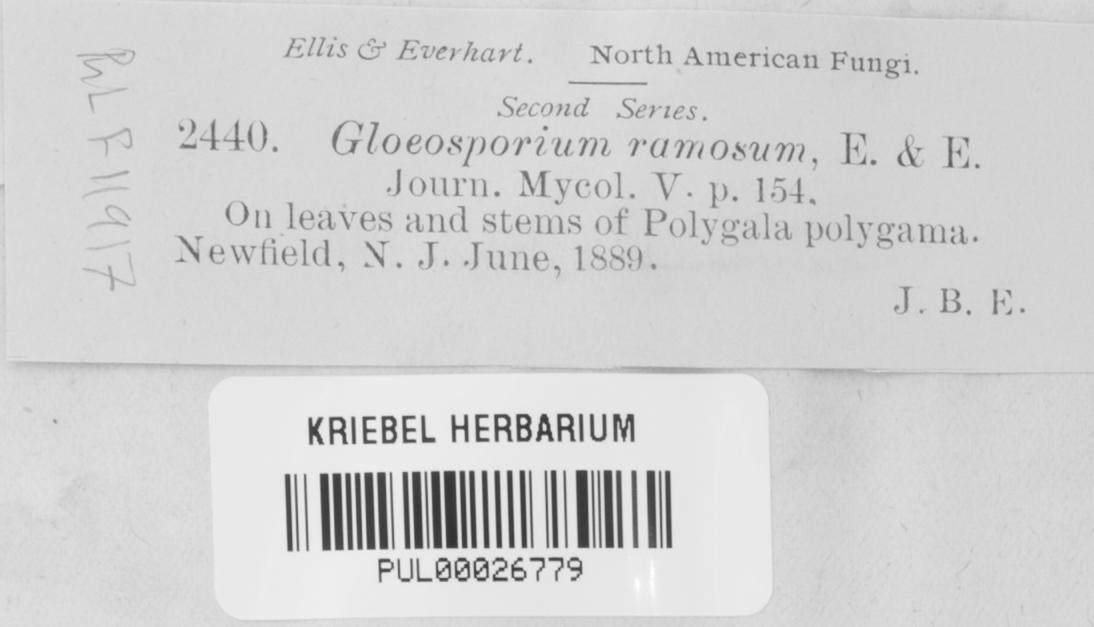 Ellis & Everhart. North American Fungi.
Second Series.
2440. Gloeosporium ramosum, E. & E.
Journ. Mycol. V. p. 154.
On leaves and stems of Polygala polygama.
Newfield, N. J. June, 1889.
J. B. E.
PUL F 11917
KRIEBEL HERBARIUM
PUL00026779